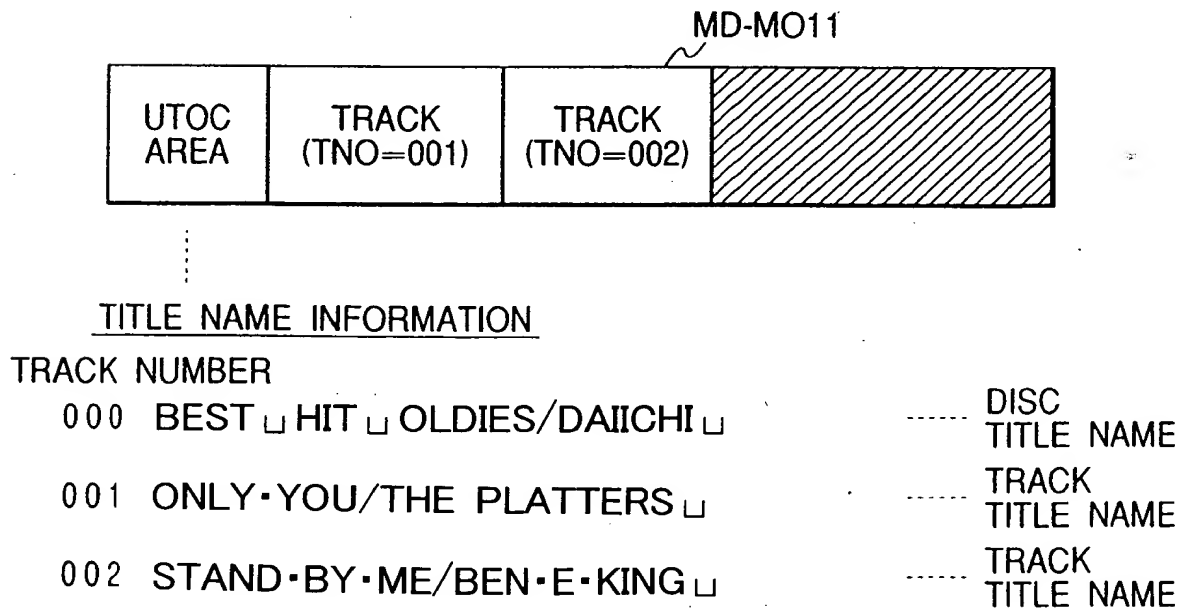 MD-MO11
UTOC AREA
TRACK (TNO=001)
TRACK (TNO=002)
TITLE NAME INFORMATION
TRACK NUMBER
000 BEST␣HIT␣OLDIES/DAIICHI␣ ...... DISC TITLE NAME
001 ONLY･YOU/THE PLATTERS␣ ...... TRACK TITLE NAME
002 STAND･BY･ME/BEN･E･KING␣ ...... TRACK TITLE NAME